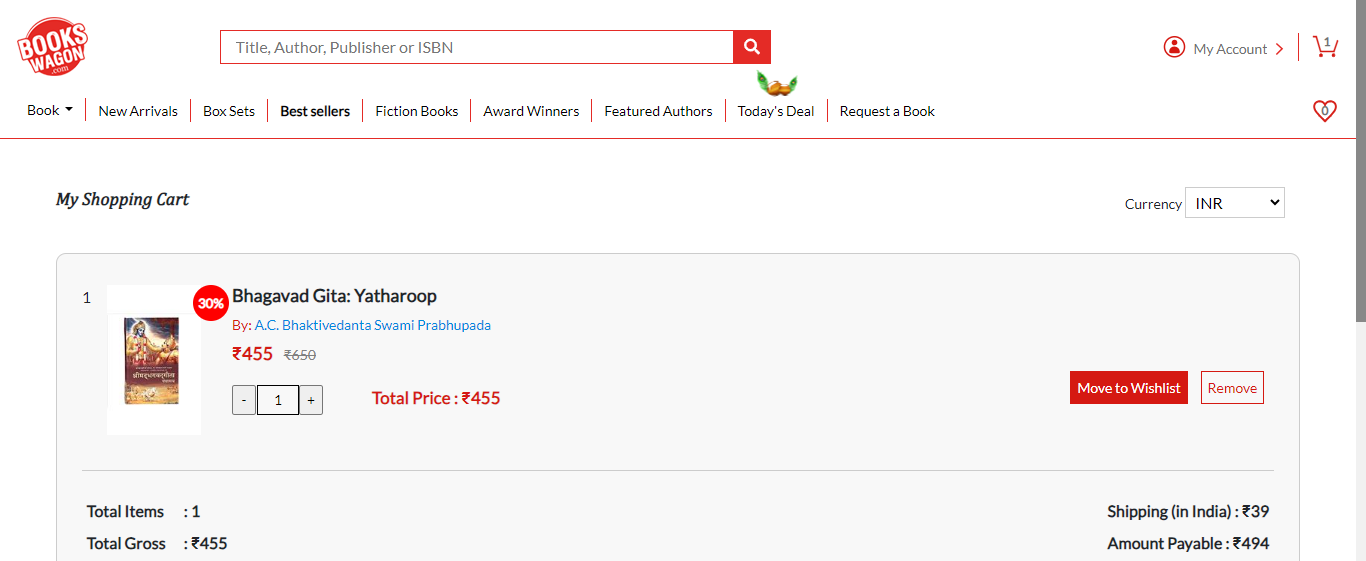 BOOKS
WAGON
.com
Title, Author, Publisher or ISBN
My Account
1
Book
New Arrivals
Box Sets
Best sellers
Fiction Books
Award Winners
Featured Authors
Today's Deal
Request a Book
0
My Shopping Cart
Currency INR
1
30%
Bhagavad Gita: Yatharoop
By: A.C. Bhaktivedanta Swami Prabhupada
₹455 ₹650
श्रीमद्भगवद्गीता
- 1 +
Total Price : ₹455
Move to Wishlist
Remove
Total Items : 1
Shipping (in India) : ₹39
Total Gross : ₹455
Amount Payable : ₹494